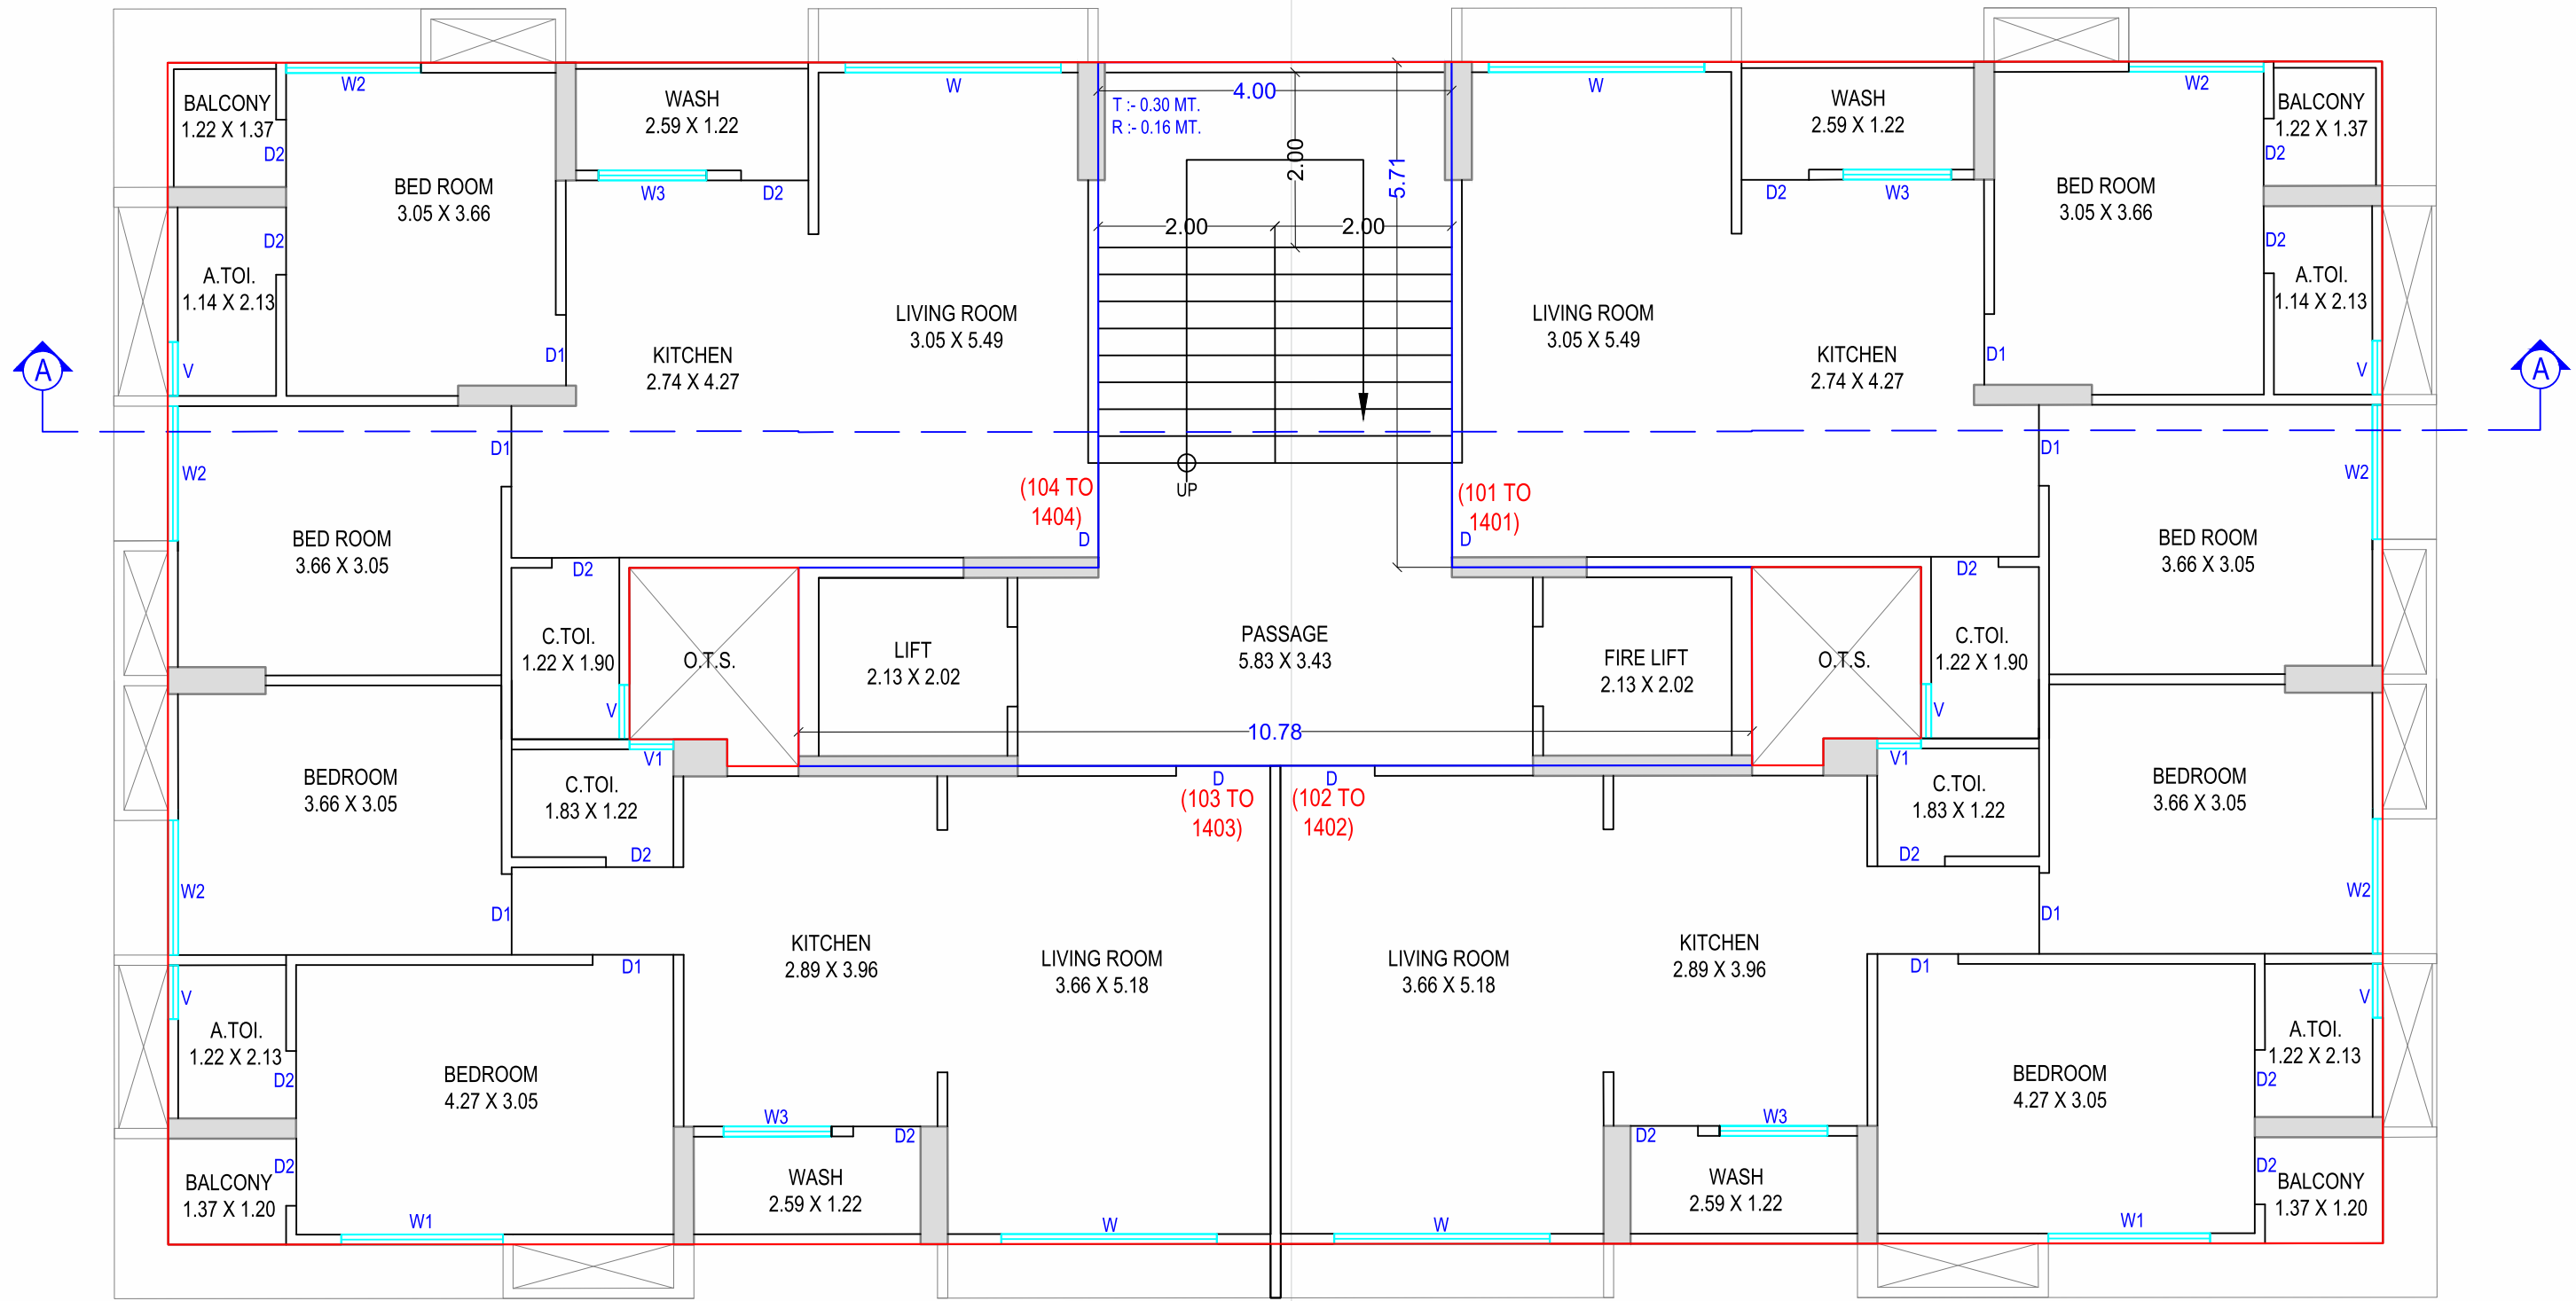 W2
WASH
2.59 X 1.22
W
T :- 0.30 MT.
R :- 0.16 MT.
4.00
W
WASH
2.59 X 1.22
W2
BALCONY
1.22 X 1.37
D2
BALCONY
1.22 X 1.37
D2
2.00
5.71
BED ROOM
3.05 X 3.66
W3
D2
D2
W3
BED ROOM
3.05 X 3.66
2.00
2.00
D2
D2
A.TOI.
1.14 X 2.13
A.TOI.
1.14 X 2.13
LIVING ROOM
3.05 X 5.49
LIVING ROOM
3.05 X 5.49
A
V
D1
KITCHEN
2.74 X 4.27
KITCHEN
2.74 X 4.27
D1
V
A
D1
D1
W2
W2
(104 TO
1404)
UP
(101 TO
1401)
BED ROOM
3.66 X 3.05
D
D
BED ROOM
3.66 X 3.05
D2
D2
C.TOI.
1.22 X 1.90
O.T.S.
LIFT
2.13 X 2.02
PASSAGE
5.83 X 3.43
FIRE LIFT
2.13 X 2.02
O.T.S.
C.TOI.
1.22 X 1.90
V
V
10.78
V1
V1
BEDROOM
3.66 X 3.05
C.TOI.
1.83 X 1.22
D
(103 TO
1403)
D
(102 TO
1402)
C.TOI.
1.83 X 1.22
BEDROOM
3.66 X 3.05
D2
D2
W2
W2
D1
D1
KITCHEN
2.89 X 3.96
LIVING ROOM
3.66 X 5.18
LIVING ROOM
3.66 X 5.18
KITCHEN
2.89 X 3.96
D1
D1
V
V
A.TOI.
1.22 X 2.13
A.TOI.
1.22 X 2.13
D2
D2
BEDROOM
4.27 X 3.05
BEDROOM
4.27 X 3.05
W3
D2
D2
W3
D2
D2
BALCONY
1.37 X 1.20
WASH
2.59 X 1.22
WASH
2.59 X 1.22
BALCONY
1.37 X 1.20
W1
W
W
W1